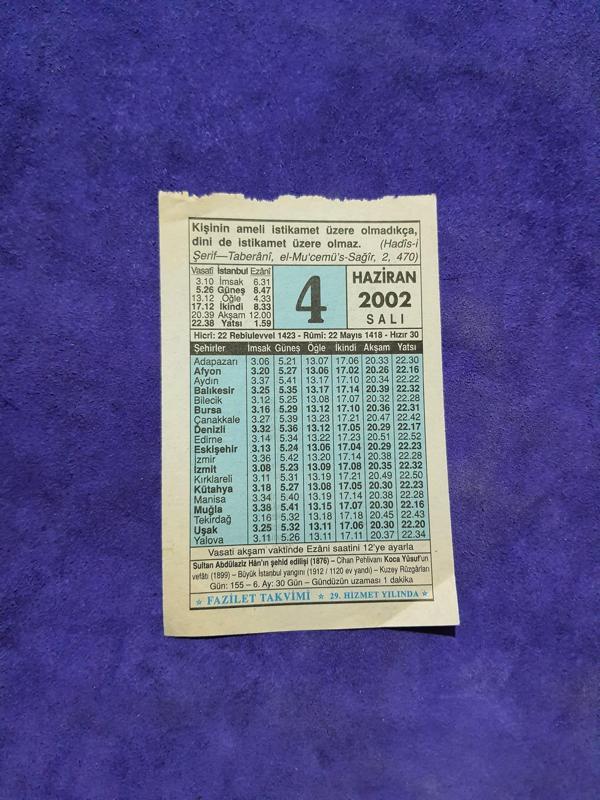 Kişinin ameli istikamet üzere olmadıkça,
dini de istikamet üzere olmaz. (Hadîs-i
Şerif—Taberânî, el-Mu'cemü's-Sağîr, 2, 470)
Vasatî İstanbul Ezânî
3.10 İmsak 6.31
5.26 Güneş 8.47
13.12 Öğle 4.33
17.12 İkindi 8.33
20.39 Akşam 12.00
22.38 Yatsı 1.59
4
HAZİRAN
2002
SALI
Hicrî: 22 Rebiulevvel 1423 - Rûmî: 22 Mayıs 1418 - Hızır 30
Şehirler İmsak Güneş Öğle İkindi Akşam Yatsı
Adapazarı 3.06 5.21 13.07 17.06 20.33 22.30
Afyon 3.20 5.27 13.06 17.02 20.26 22.16
Aydın 3.37 5.41 13.17 17.10 20.34 22.22
Balıkesir 3.25 5.35 13.17 17.14 20.39 22.32
Bilecik 3.12 5.25 13.08 17.07 20.32 22.28
Bursa 3.16 5.29 13.12 17.10 20.36 22.31
Çanakkale 3.27 5.39 13.23 17.21 20.47 22.42
Denizli 3.32 5.36 13.12 17.05 20.29 22.17
Edirne 3.14 5.34 13.22 17.23 20.51 22.52
Eskişehir 3.13 5.24 13.06 17.04 20.29 22.23
İzmir 3.36 5.42 13.20 17.14 20.38 22.28
İzmit 3.08 5.23 13.09 17.08 20.35 22.32
Kırklareli 3.11 5.31 13.19 17.21 20.49 22.50
Kütahya 3.18 5.27 13.08 17.05 20.30 22.23
Manisa 3.34 5.40 13.19 17.14 20.38 22.28
Muğla 3.38 5.41 13.15 17.07 20.30 22.16
Tekirdağ 3.16 5.32 13.18 17.18 20.45 22.43
Uşak 3.25 5.32 13.11 17.06 20.30 22.20
Yalova 3.11 5.26 13.11 17.11 20.37 22.34
Vasati akşam vaktinde Ezâni saatini 12'ye ayarla
Sultan Abdülaziz Hân'ın şehid edilişi (1876) – Cihan Pehlivanı Koca Yûsuf'un
vefâtı (1899) – Büyük İstanbul yangını (1912 / 1120 ev yandı) – Kuzey Rüzgârları
Gün: 155 – 6. Ay: 30 Gün – Gündüzün uzaması 1 dakika
★ FAZİLET TAKVİMİ ★ 29. HİZMET YILINDA ★